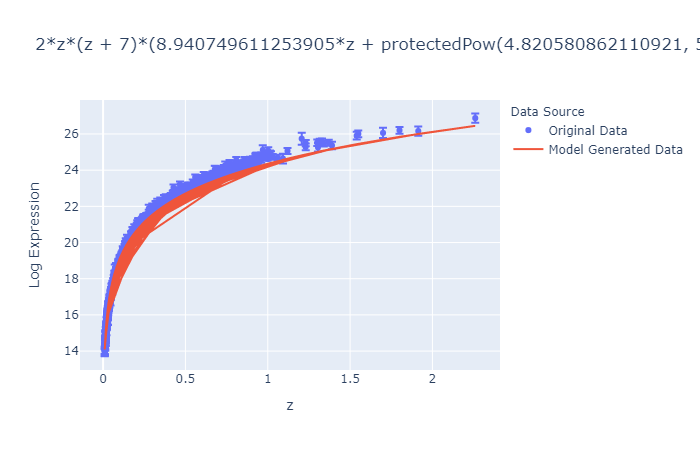 2*z*(z + 7)*(8.940749611253905*z + protectedPow(4.820580862110921, 5
Data Source
Original Data
Model Generated Data
Log Expression
26
24
22
20
18
16
14
0
0.5
1
1.5
2
z